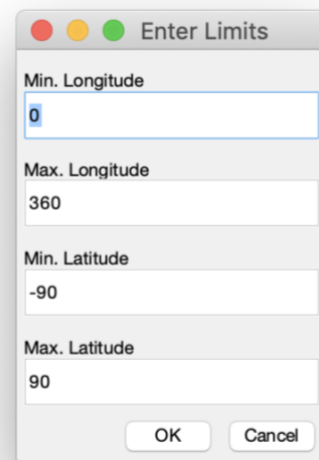 Enter Limits
Min. Longitude
0
Max. Longitude
360
Min. Latitude
-90
Max. Latitude
90
OK Cancel